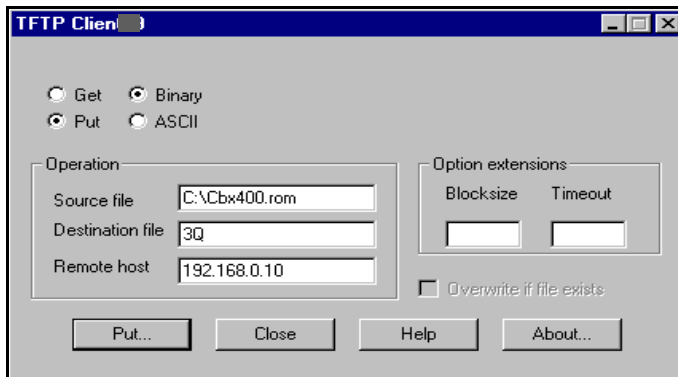 TFTP Client
Get Binary
Put ASCII
Operation
Source file C:\Cbx400.rom
Destination file 3Q
Remote host 192.168.0.10
Option extensions
Blocksize Timeout
Overwrite if file exists
Put... Close Help About...